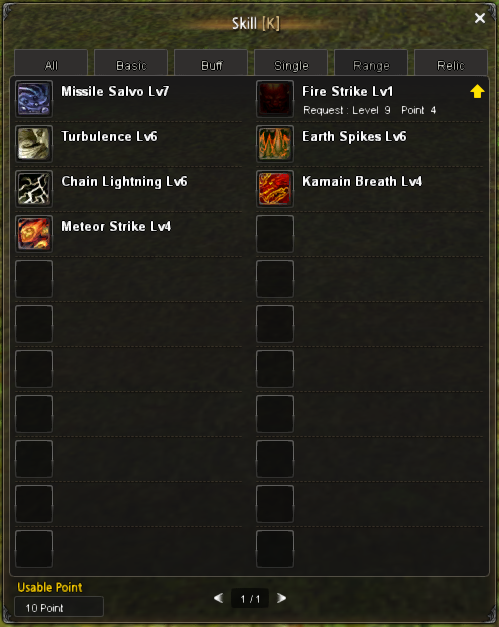 Skill [K]
All Basic Buff Single Range Relic
Missile Salvo Lv7
Fire Strike Lv1
Request : Level 9 Point 4
Turbulence Lv6
Earth Spikes Lv6
Chain Lightning Lv6
Kamain Breath Lv4
Meteor Strike Lv4
Usable Point
10 Point
1 / 1